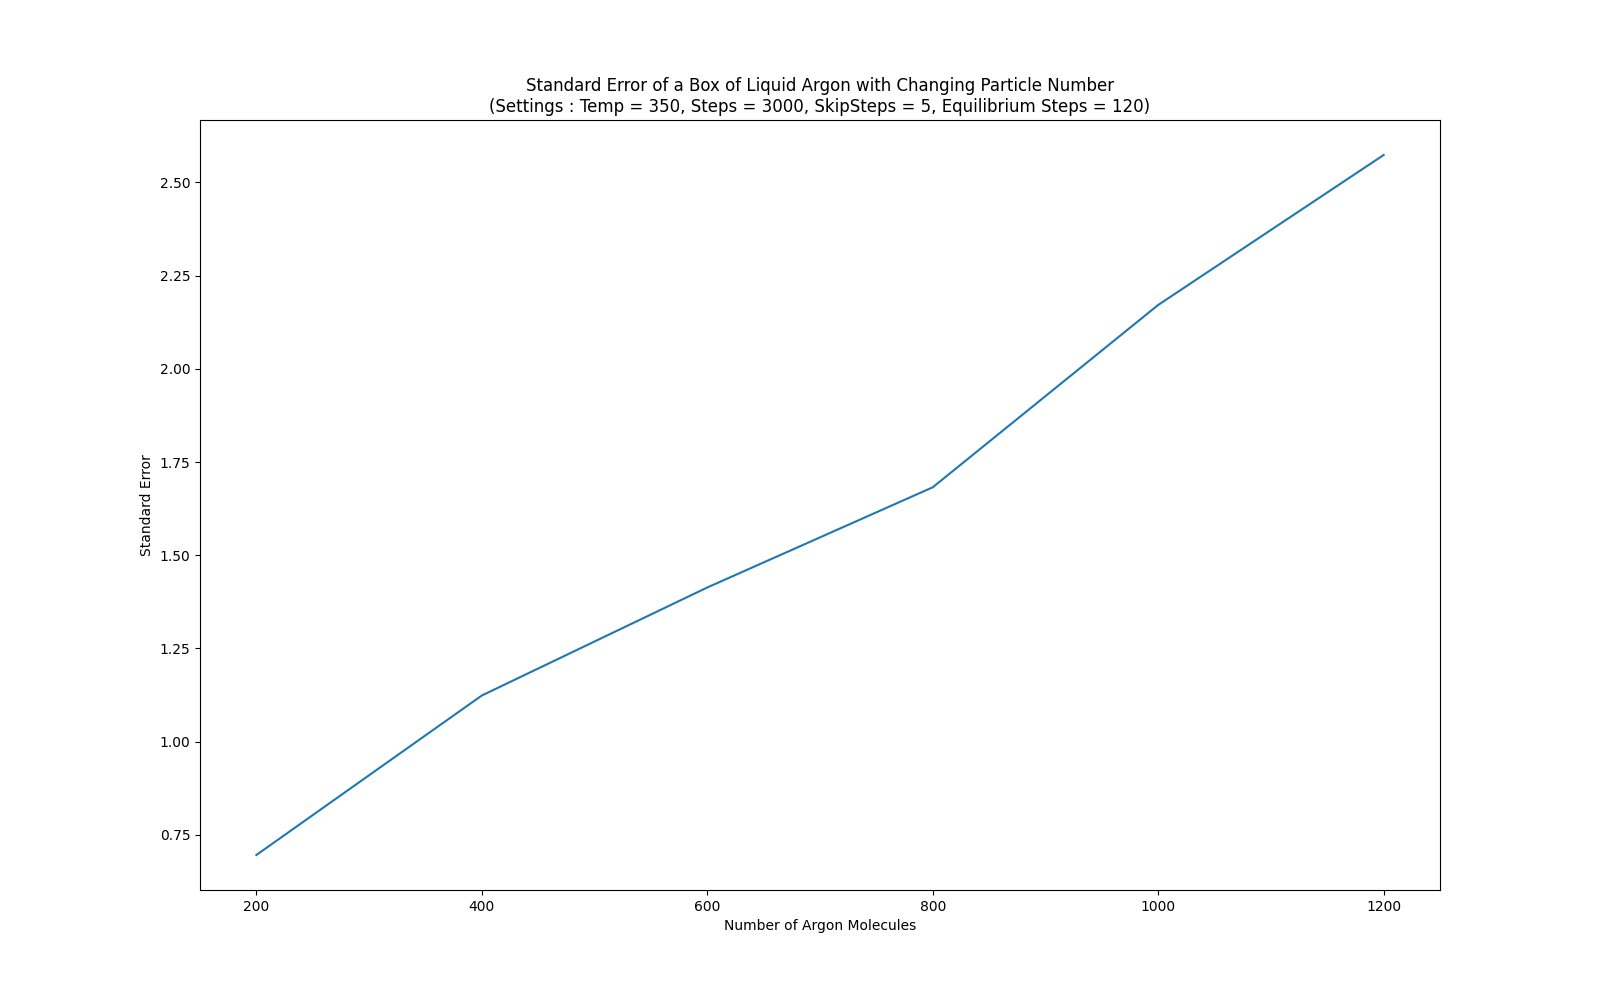 Standard Error of a Box of Liquid Argon with Changing Particle Number
(Settings : Temp = 350, Steps = 3000, SkipSteps = 5, Equilibrium Steps = 120)
2.50
2.25
2.00
1.75
1.50
1.25
1.00
0.75
Standard Error
200 400 600 800 1000 1200
Number of Argon Molecules